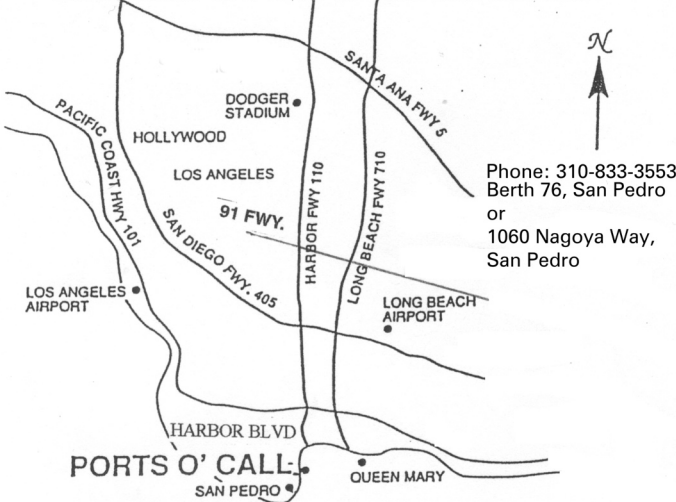 N
SANTA ANA FWY 5
DODGER
STADIUM
PACIFIC COAST HWY 101
HOLLYWOOD
LOS ANGELES
Phone: 310-833-3553
Berth 76, San Pedro
or
1060 Nagoya Way,
San Pedro
91 FWY.
HARBOR FWY 110
LONG BEACH FWY 710
SAN DIEGO FWY. 405
LOS ANGELES
AIRPORT
LONG BEACH
AIRPORT
HARBOR BLVD
PORTS O' CALL
QUEEN MARY
SAN PEDRO